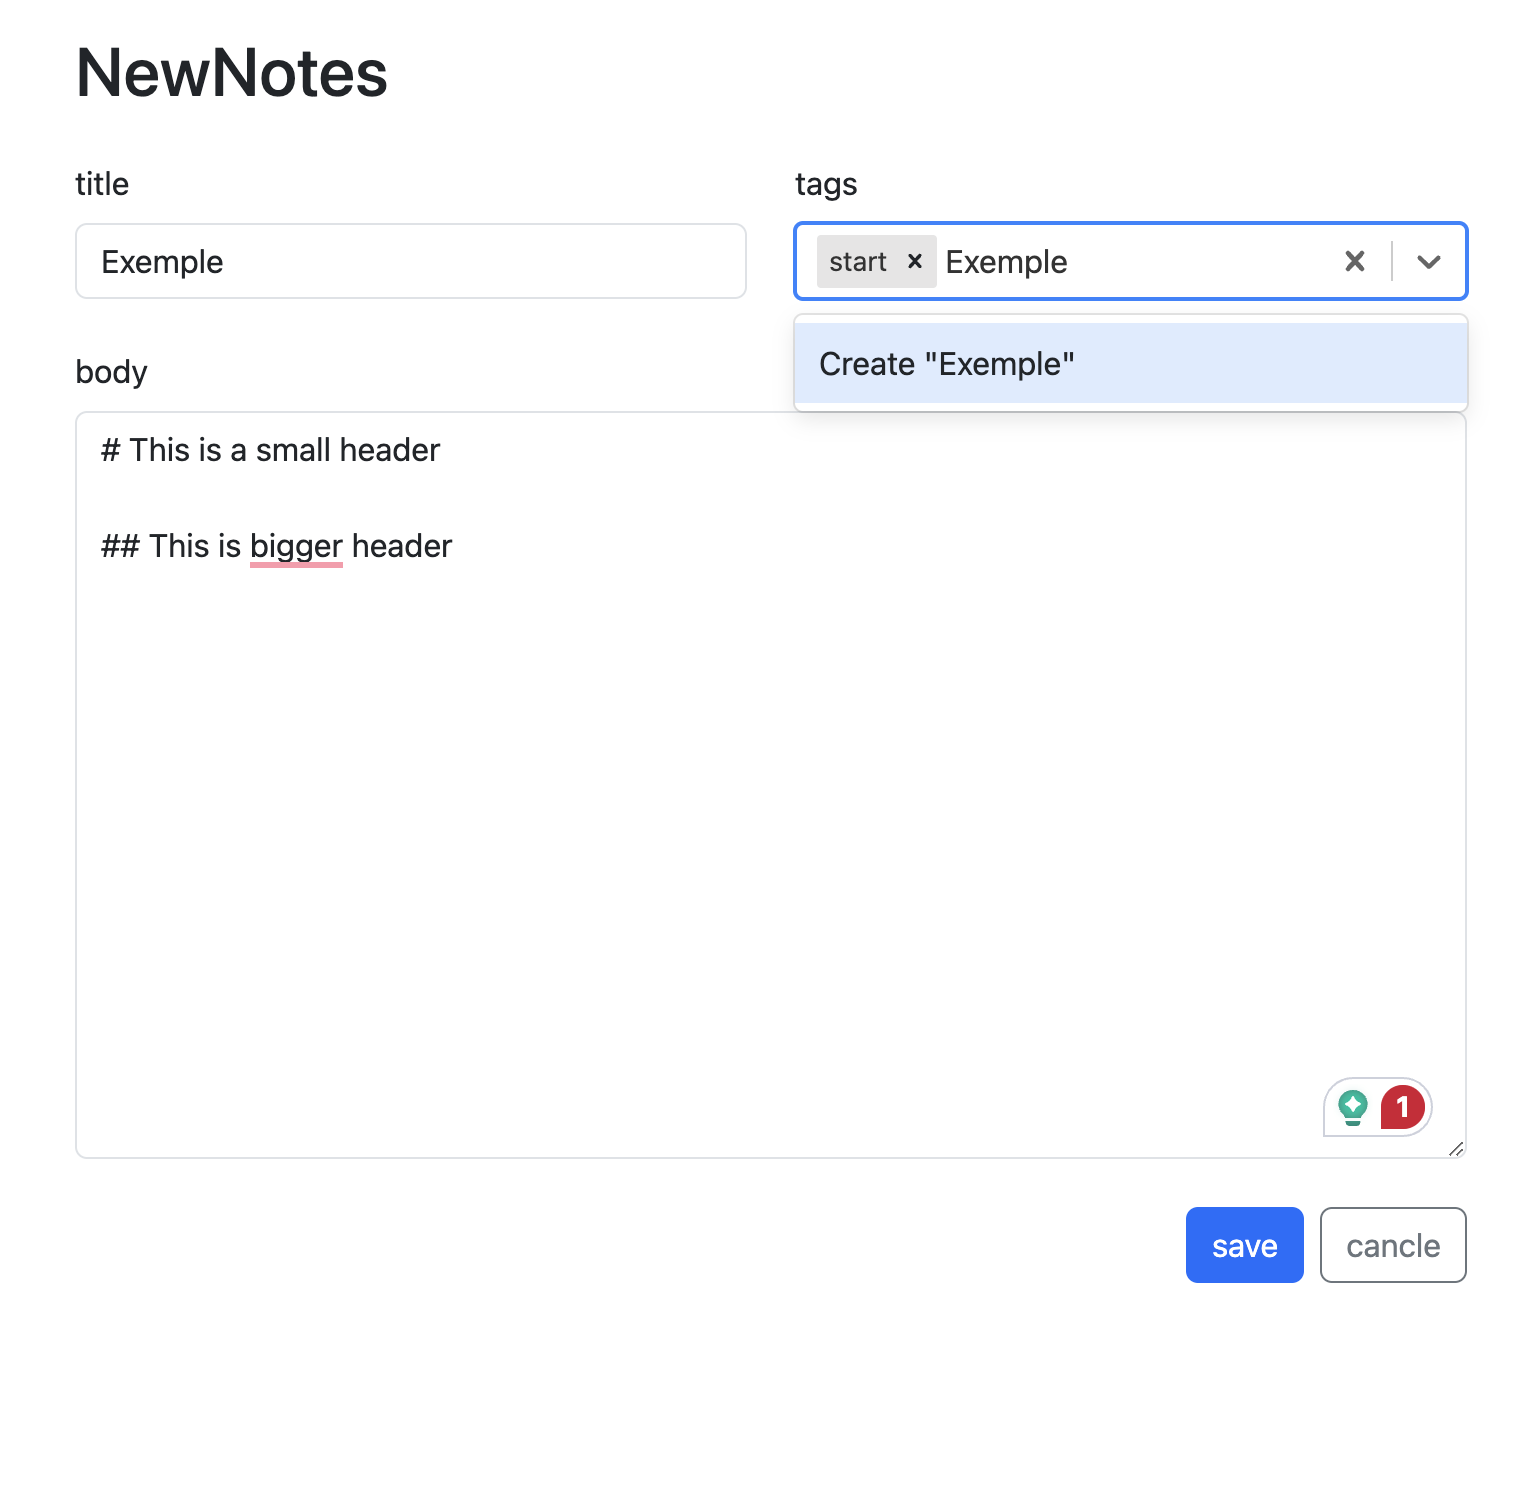 NewNotes
title
Exemple
tags
start Exemple
Create "Exemple"
body
# This is a small header
## This is bigger header
1
save
cancle